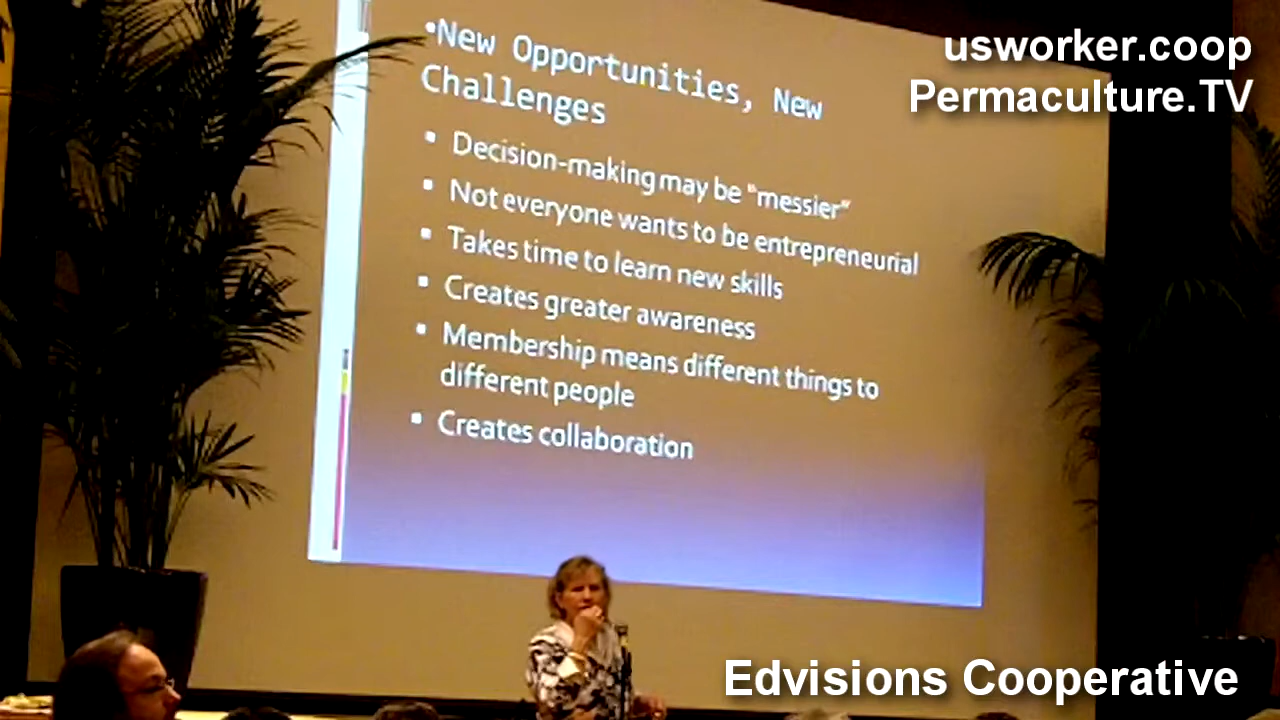 usworker.coop
Permaculture.TV
•New Opportunities, New
Challenges
▪ Decision-making may be "messier"
▪ Not everyone wants to be entrepreneurial
▪ Takes time to learn new skills
▪ Creates greater awareness
▪ Membership means different things to
different people
▪ Creates collaboration
Edvisions Cooperative